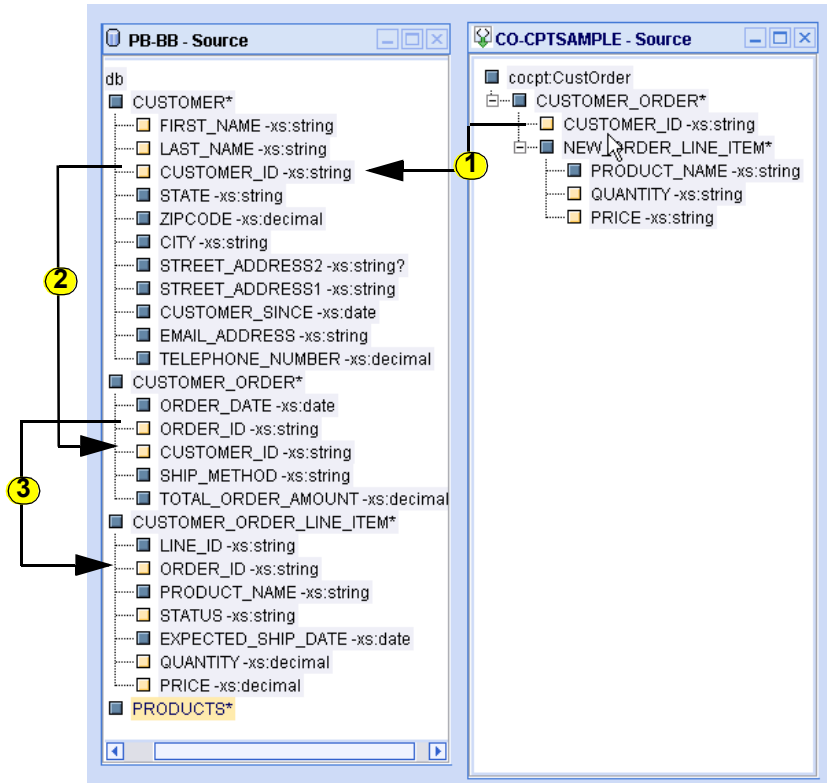 PB-BB - Source
db
CUSTOMER*
FIRST_NAME -xs:string
LAST_NAME -xs:string
CUSTOMER_ID -xs:string
STATE -xs:string
ZIPCODE -xs:decimal
CITY -xs:string
STREET_ADDRESS2 -xs:string?
STREET_ADDRESS1 -xs:string
CUSTOMER_SINCE -xs:date
EMAIL_ADDRESS -xs:string
TELEPHONE_NUMBER -xs:decimal
CUSTOMER_ORDER*
ORDER_DATE -xs:date
ORDER_ID -xs:string
CUSTOMER_ID -xs:string
SHIP_METHOD -xs:string
TOTAL_ORDER_AMOUNT -xs:decimal
CUSTOMER_ORDER_LINE_ITEM*
LINE_ID -xs:string
ORDER_ID -xs:string
PRODUCT_NAME -xs:string
STATUS -xs:string
EXPECTED_SHIP_DATE -xs:date
QUANTITY -xs:decimal
PRICE -xs:decimal
PRODUCTS*
CO-CPTSAMPLE - Source
cocpt:CustOrder
CUSTOMER_ORDER*
CUSTOMER_ID -xs:string
NEW_ORDER_LINE_ITEM*
PRODUCT_NAME -xs:string
QUANTITY -xs:string
PRICE -xs:string
1
2
3